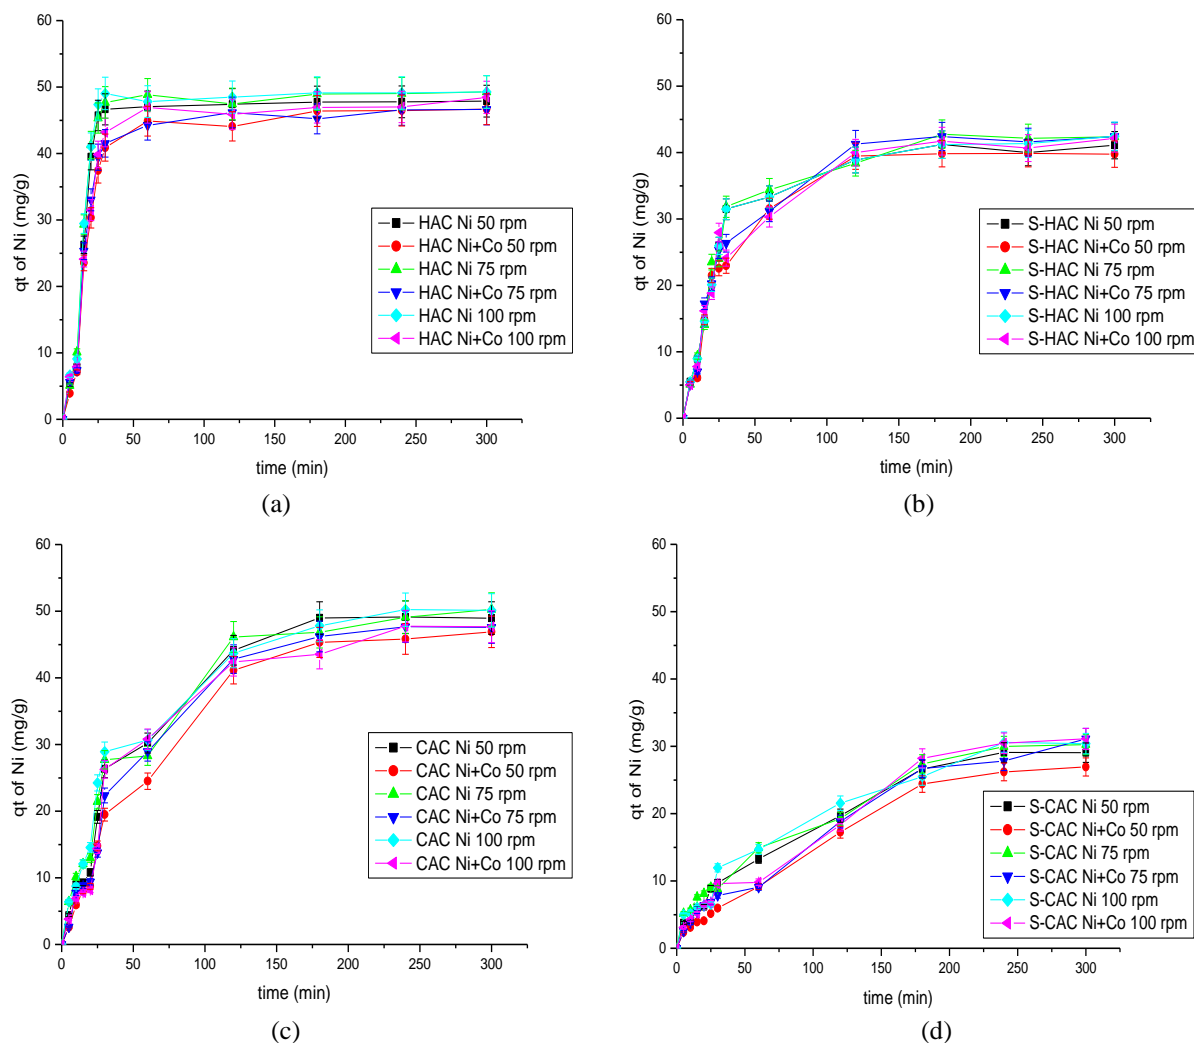 60
50
40
30
20
10
0
qt of Ni (mg/g)
HAC Ni 50 rpm
HAC Ni+Co 50 rpm
HAC Ni 75 rpm
HAC Ni+Co 75 rpm
HAC Ni 100 rpm
HAC Ni+Co 100 rpm
0 50 100 150 200 250 300
time (min)
(a)
60
50
40
30
20
10
0
qt of Ni (mg/g)
S-HAC Ni 50 rpm
S-HAC Ni+Co 50 rpm
S-HAC Ni 75 rpm
S-HAC Ni+Co 75 rpm
S-HAC Ni 100 rpm
S-HAC Ni+Co 100 rpm
0 50 100 150 200 250 300
time (min)
(b)
60
50
40
30
20
10
0
qt of Ni (mg/g)
CAC Ni 50 rpm
CAC Ni+Co 50 rpm
CAC Ni 75 rpm
CAC Ni+Co 75 rpm
CAC Ni 100 rpm
CAC Ni+Co 100 rpm
0 50 100 150 200 250 300
time (min)
(c)
60
50
40
30
20
10
0
qt of Ni (mg/g)
S-CAC Ni 50 rpm
S-CAC Ni+Co 50 rpm
S-CAC Ni 75 rpm
S-CAC Ni+Co 75 rpm
S-CAC Ni 100 rpm
S-CAC Ni+Co 100 rpm
0 50 100 150 200 250 300
time (min)
(d)